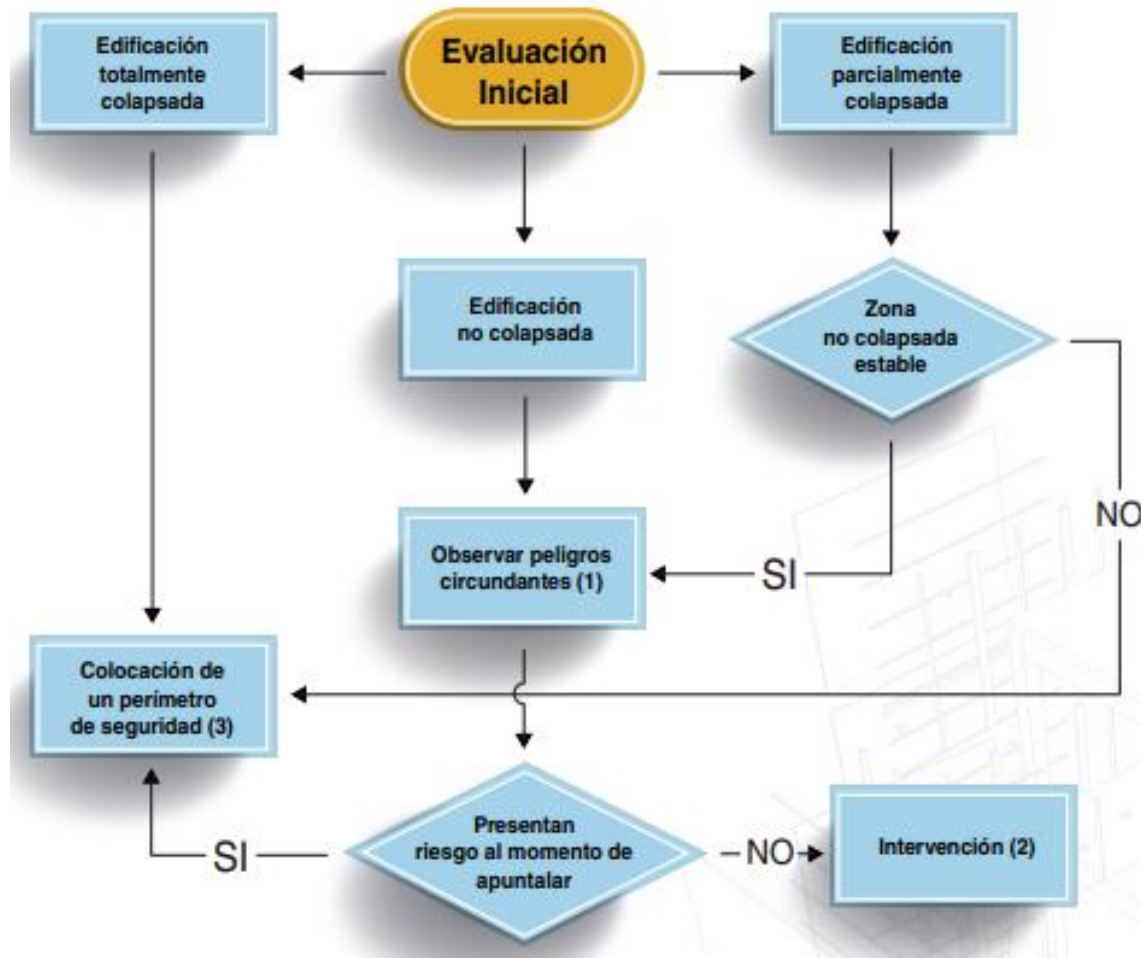 Edificación
totalmente
colapsada
Evaluación
Inicial
Edificación
parcialmente
colapsada
Edificación
no colapsada
Zona
no colapsada
estable
NO
Observar peligros
circundantes (1)
SI
Colocación de
un perímetro
de seguridad (3)
Presentan
riesgo al momento de
apuntalar
SI
NO
Intervención (2)